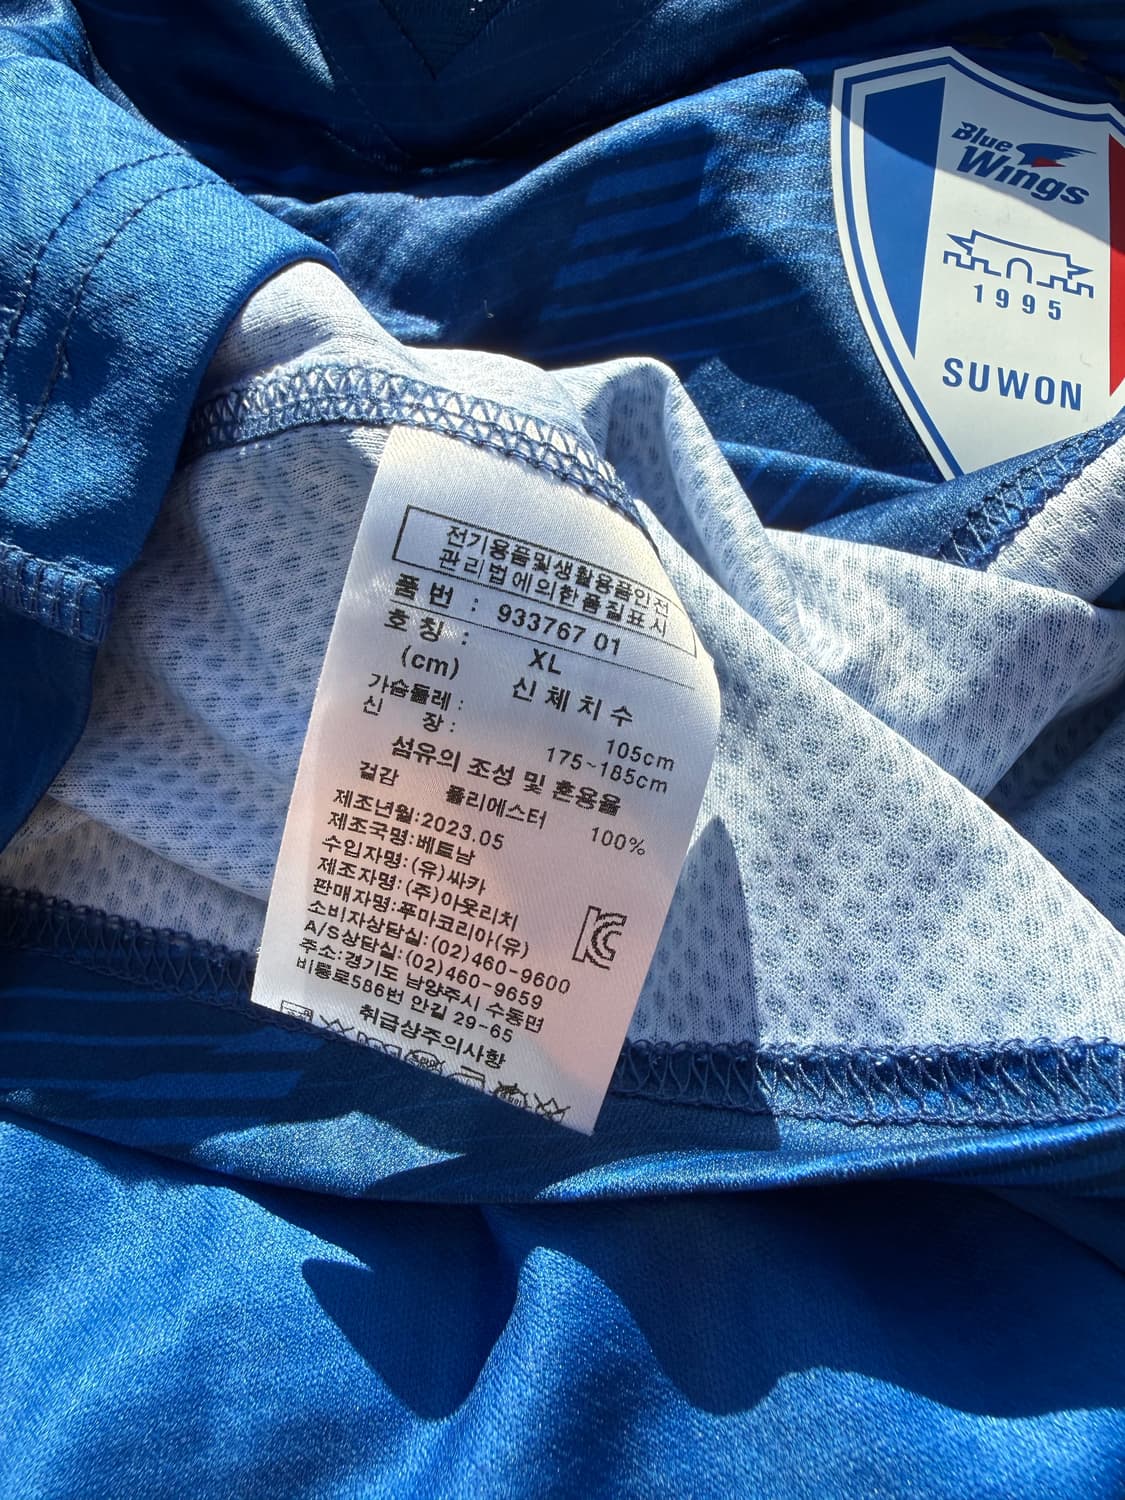 Blue
Wings
1995
SUWON
전기용품및생활용품안전
관리법에의한품질표시
품 번 : 933767 01
호 칭 : XL
(cm) 신체치수
가슴둘레 : 105cm
신 장 : 175~185cm
섬유의 조성 및 혼용율
겉감 폴리에스터 100%
제조년월:2023.05
제조국명:베트남
수입자명:(유)싸카
제조자명:(주)아웃리치
판매자명:푸마코리아(유)
소비자상담실:(02)460-9600
A/S상담실:(02)460-9659
주소:경기도 남양주시 수동면
비룡로586번 안길 29-65
취급상주의사항